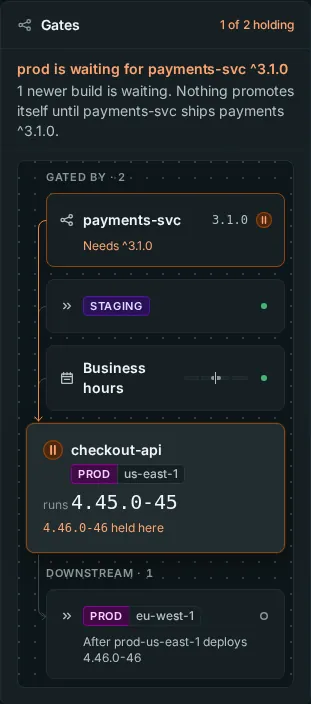 Gates
1 of 2 holding
prod is waiting for payments-svc ^3.1.0
1 newer build is waiting. Nothing promotes
itself until payments-svc ships payments
^3.1.0.
GATED BY · 2
payments-svc
3.1.0
Needs ^3.1.0
STAGING
Business
hours
checkout-api
PROD us-east-1
runs 4.45.0-45
4.46.0-46 held here
DOWNSTREAM · 1
PROD eu-west-1
After prod-us-east-1 deploys
4.46.0-46